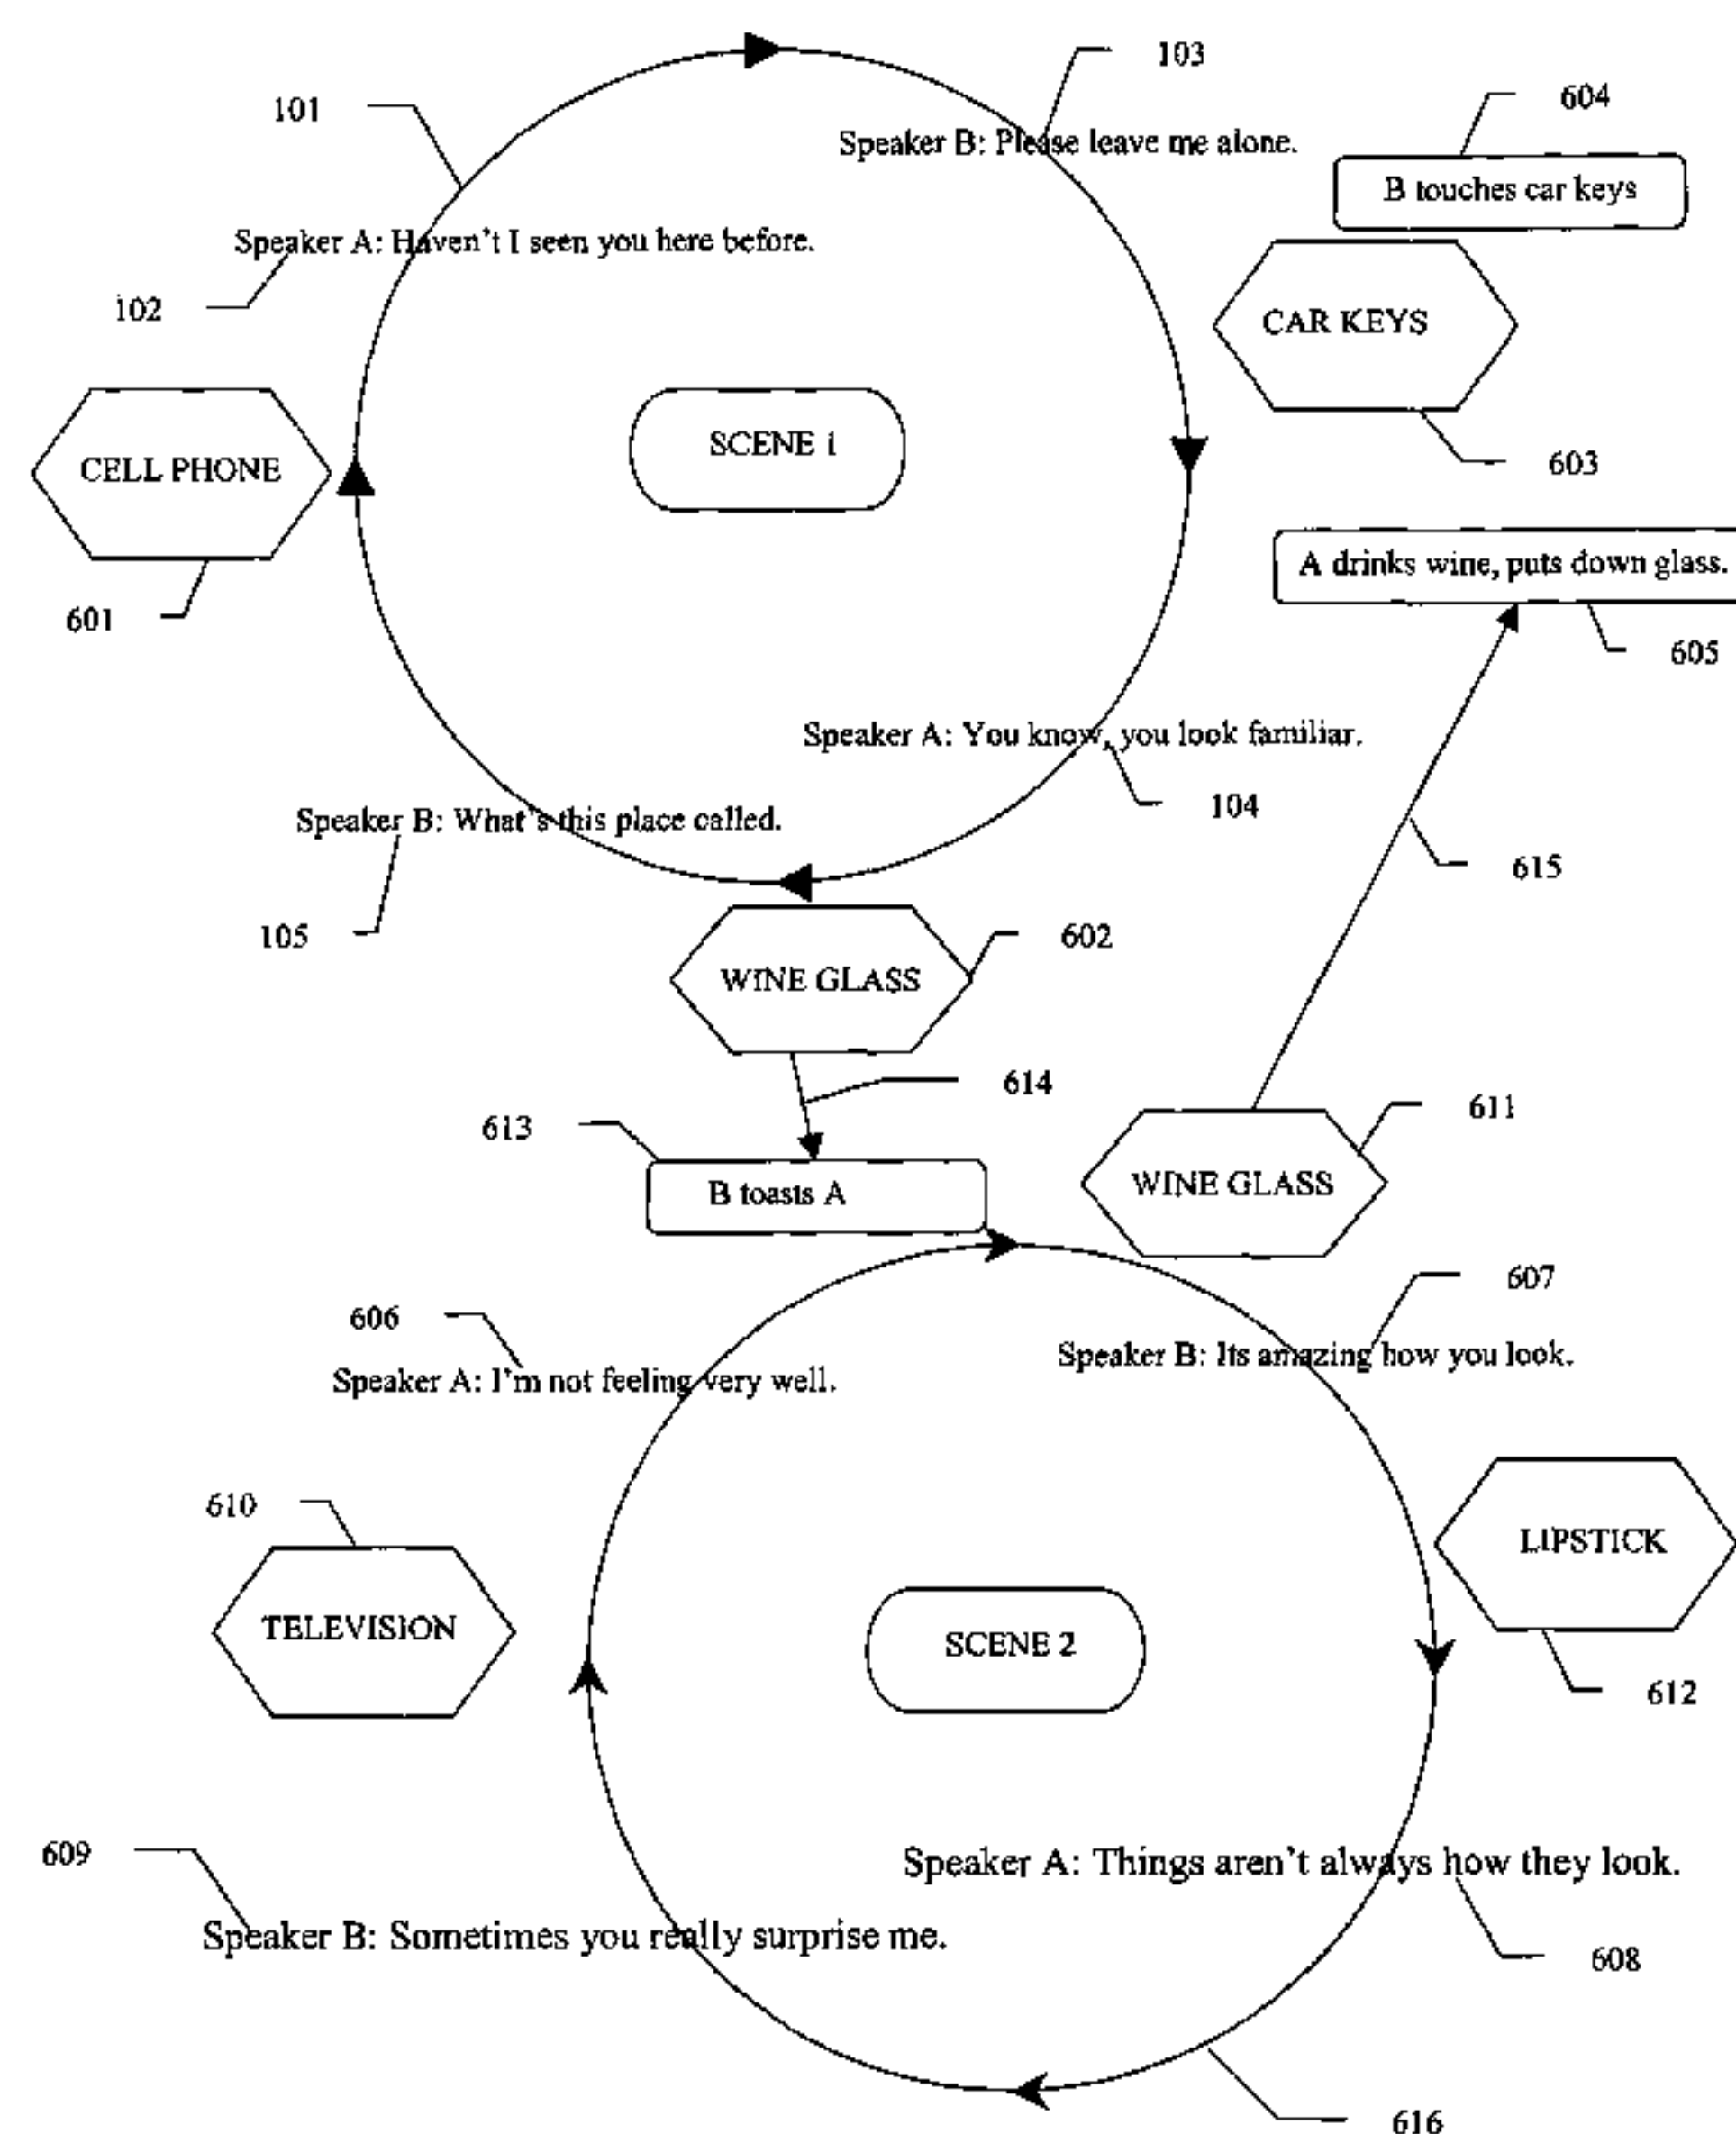 103
101
604
Speaker B: Please leave me alone.
B touches car keys
Speaker A: Haven't I seen you here before.
102
CAR KEYS
SCENE 1
CELL PHONE
603
A drinks wine, puts down glass.
601
605
Speaker A: You know, you look familiar.
104
Speaker B: What's this place called.
615
105
602
WINE GLASS
614
611
613
WINE GLASS
B toasts A
607
606
Speaker B: Its amazing how you look.
Speaker A: I'm not feeling very well.
610
LIPSTICK
TELEVISION
SCENE 2
612
609
Speaker A: Things aren't always how they look.
Speaker B: Sometimes you really surprise me.
608
616